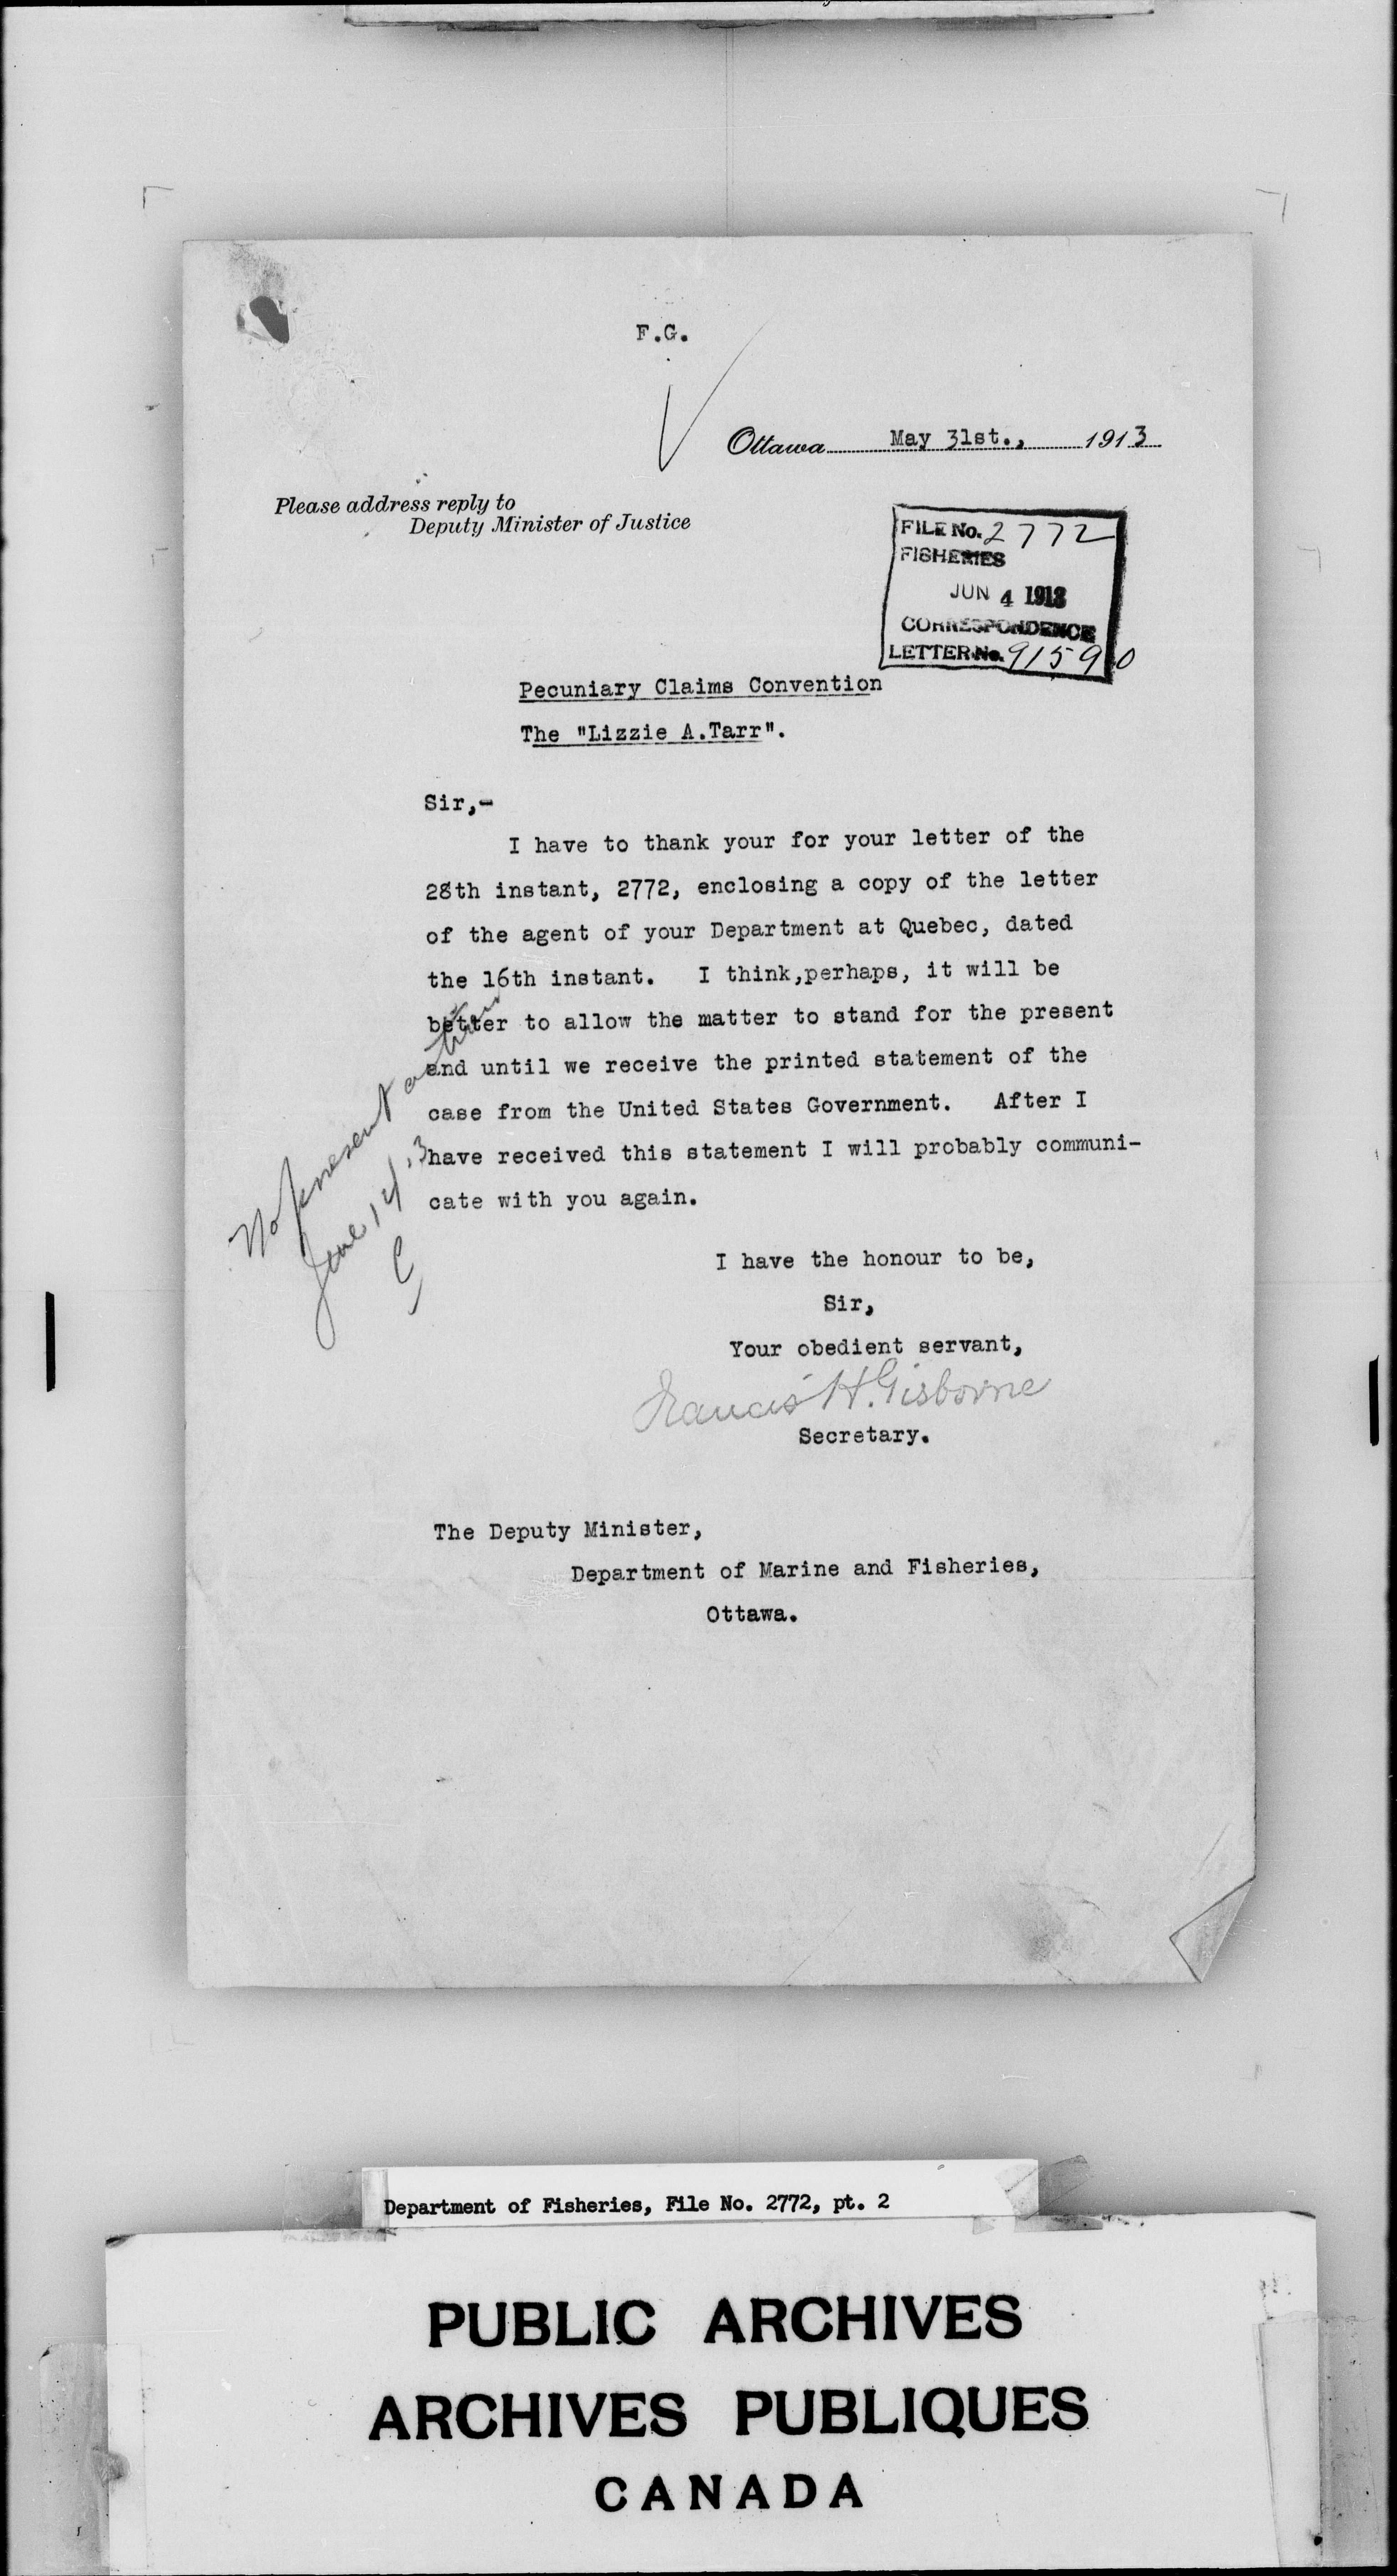 F.G.
Ottawa May 31st., 1913
Please address reply to
Deputy Minister of Justice
FILE No. 2772
FISHERIES
JUN 4 1913
CORRESPONDENCE
LETTER No. 91590
Pecuniary Claims Convention
The "Lizzie A.Tarr".
Sir,-
I have to thank your for your letter of the
28th instant, 2772, enclosing a copy of the letter
of the agent of your Department at Quebec, dated
the 16th instant. I think,perhaps, it will be
better to allow the matter to stand for the present
and until we receive the printed statement of the
case from the United States Government. After I
have received this statement I will probably communi-
cate with you again.
No present action
June 14/13
I have the honour to be,
Sir,
Your obedient servant,
Francis H. Gisborne
Secretary.
The Deputy Minister,
Department of Marine and Fisheries,
Ottawa.
Department of Fisheries, File No. 2772, pt. 2
PUBLIC ARCHIVES
ARCHIVES PUBLIQUES
CANADA